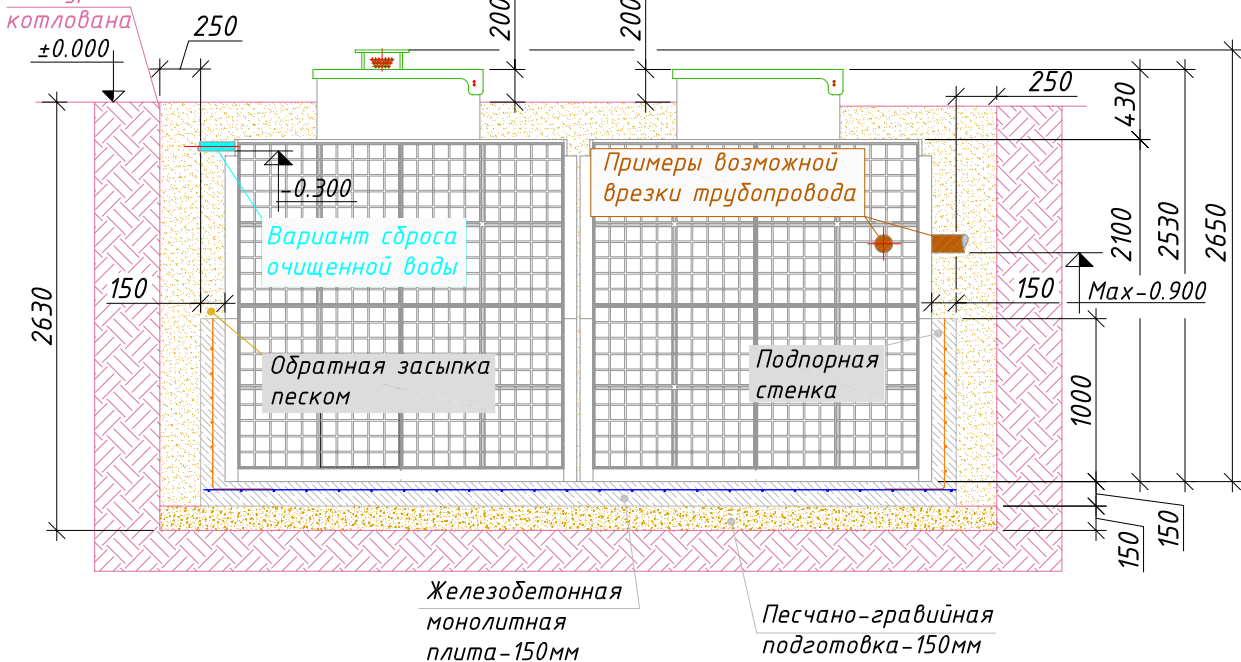 котлована
±0.000
250
200
200
2650
250
430
Примеры возможной
врезки трубопровода
-0.300
Вариант сброса
очищенной воды
2100
2530
150
150
Max-0.900
2630
Обратная засыпка
песком
Подпорная
стенка
1000
150
150
Железобетонная
монолитная
плита-150мм
Песчано-гравийная
подготовка-150мм